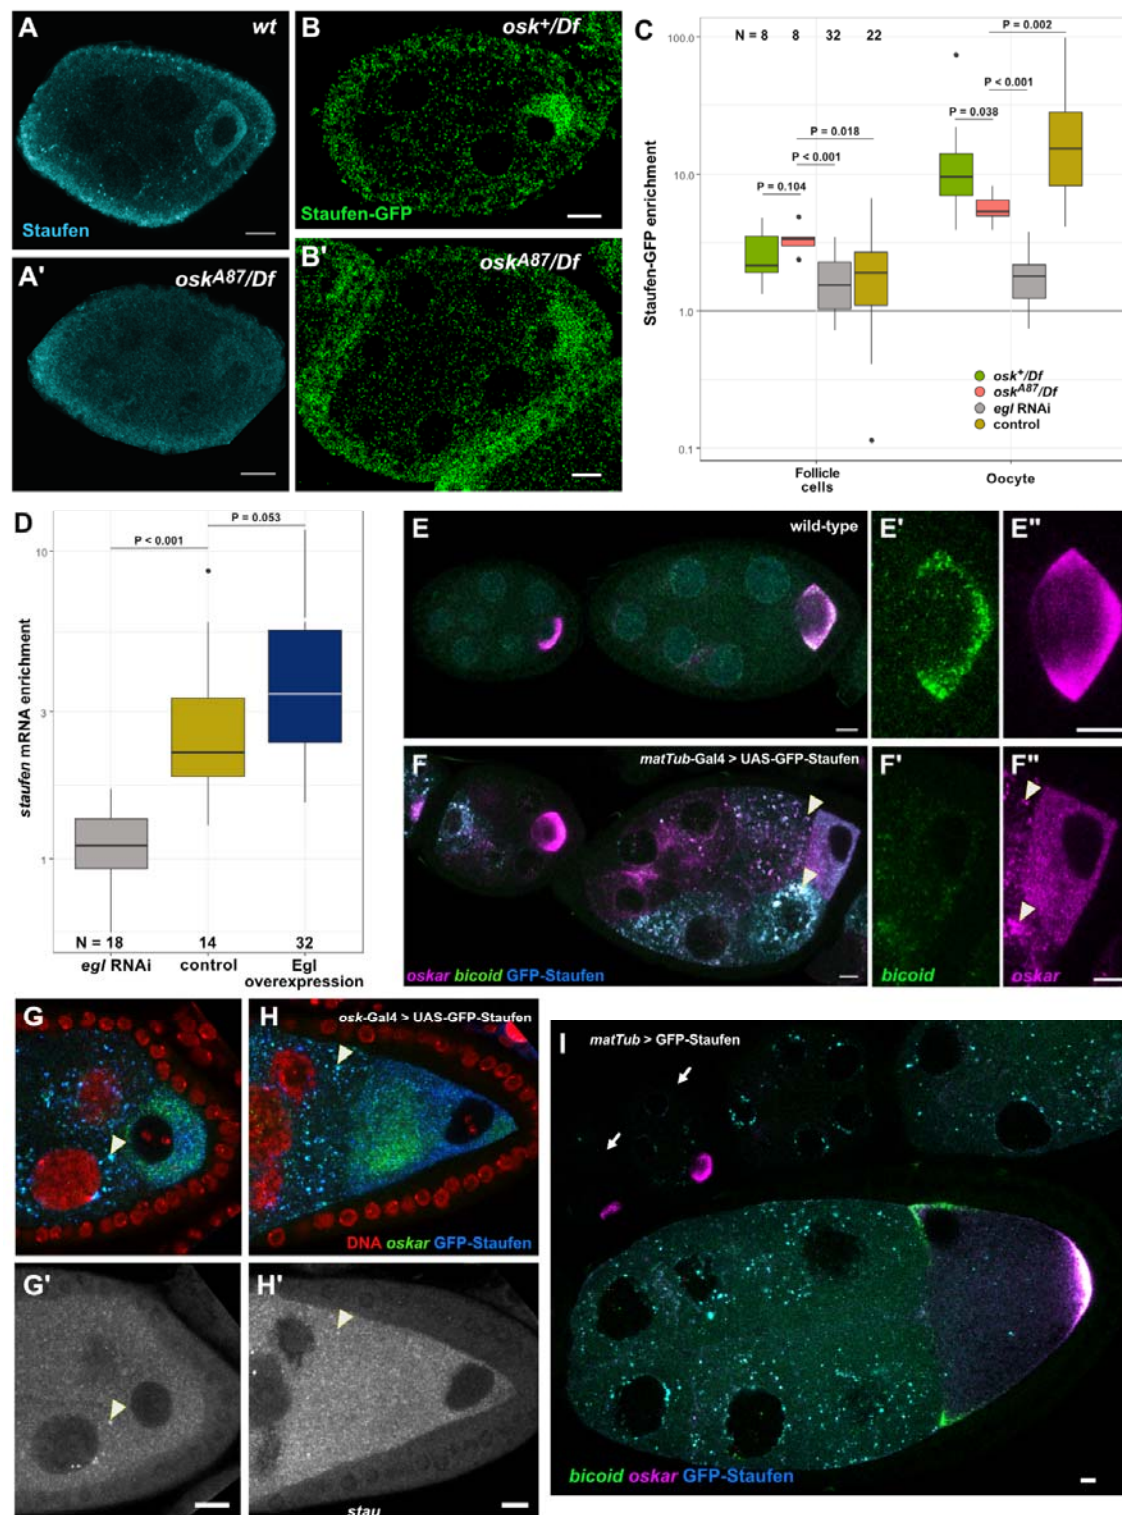 A
wt
Staufen
A'
oskA87/Df
B
osk+/Df
Staufen-GFP
B'
oskA87/Df
C
Staufen-GFP enrichment
100.0
10.0
1.0
0.1
N = 8 8 32 22
P = 0.002
P < 0.001
P = 0.038
P = 0.018
P < 0.001
P = 0.104
osk+/Df
oskA87/Df
egl RNAi
control
Follicle
cells
Oocyte
D
staufen mRNA enrichment
10
3
1
P = 0.053
P < 0.001
N = 18 14 32
egl RNAi control Egl
overexpression
E
wild-type
E'
E"
F
matTub-Gal4 > UAS-GFP-Staufen
oskar bicoid GFP-Staufen
F'
bicoid
F"
oskar
G
H
osk-Gal4 > UAS-GFP-Staufen
DNA oskar GFP-Staufen
G'
H'
stau
I
matTub > GFP-Staufen
bicoid oskar GFP-Staufen